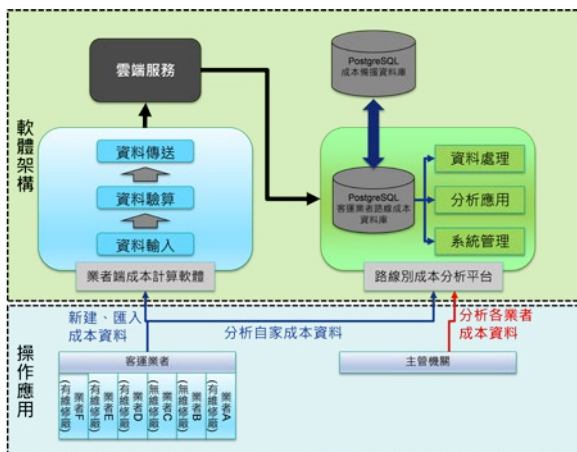 軟體架構
雲端服務
PostgreSQL
成本備援資料庫
資料傳送
資料驗算
資料輸入
業者端成本計算軟體
PostgreSQL
客運業者路線成本
資料庫
資料處理
分析應用
系統管理
路線別成本分析平台
操作應用
新建、匯入
成本資料
分析自家成本資料
分析各業者
成本資料
客運業者
主管機關
業者A
(有維修廠)
業者B
(無維修廠)
業者C
(無維修廠)
業者D
(有維修廠)
業者E
(有維修廠)
業者F
(有維修廠)